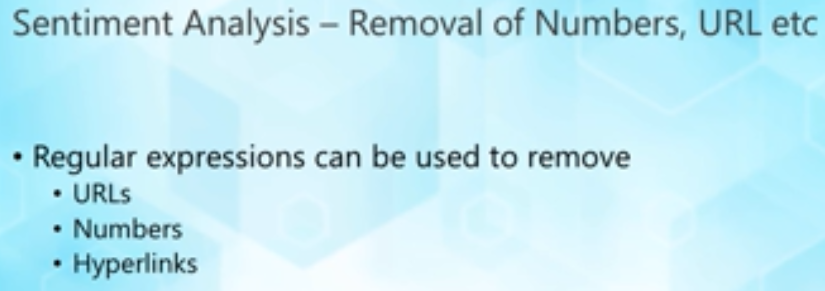 Sentiment Analysis – Removal of Numbers, URL etc
• Regular expressions can be used to remove
• URLs
• Numbers
• Hyperlinks